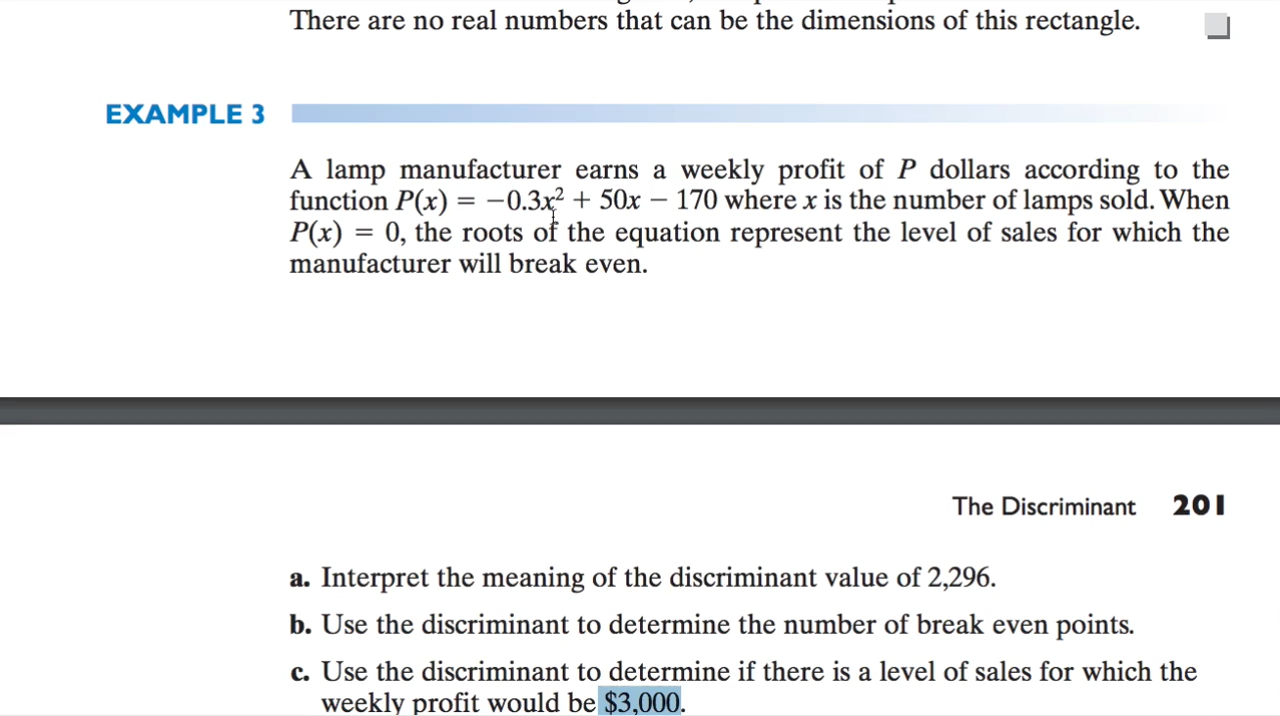 There are no real numbers that can be the dimensions of this rectangle.
EXAMPLE 3
A lamp manufacturer earns a weekly profit of P dollars according to the
function P(x) = −0.3x² + 50x − 170 where x is the number of lamps sold. When
P(x) = 0, the roots of the equation represent the level of sales for which the
manufacturer will break even.
The Discriminant 201
a. Interpret the meaning of the discriminant value of 2,296.
b. Use the discriminant to determine the number of break even points.
c. Use the discriminant to determine if there is a level of sales for which the
weekly profit would be $3,000.